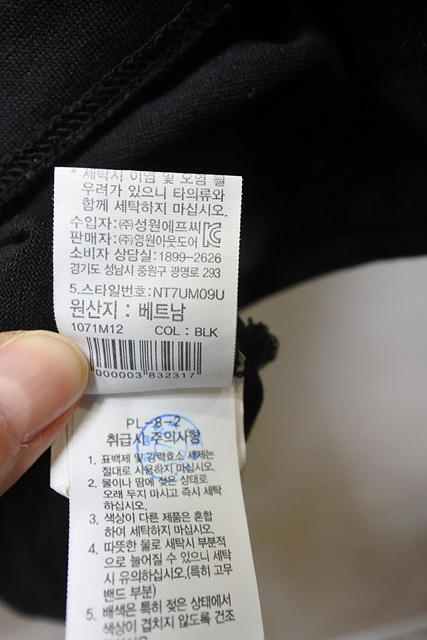 * 세탁시 이염 및 오염 될
우려가 있으니 타의류와
함께 세탁하지 마십시오.
수입자:(주)성원에프씨
판매자:(주)영원아웃도어
소비자 상담실:1899-2626
경기도 성남시 중원구 광명로 293
5.스타일번호:NT7UM09U
원산지 : 베트남
1071M12 COL : BLK
000003 832317
PL-8-2
취급시 주의사항
1. 표백제 및 강력효소 세제는
절대로 사용하지 마십시오.
2. 물이나 땀에 젖은 상태로
오래 두지 마시고 즉시 세탁
하십시오.
3. 색상이 다른 제품은 혼합
하여 세탁하지 마십시오.
4. 따뜻한 물로 세탁시 부분적
으로 늘어질 수 있으니 세탁
시 유의하십시오.(특히 고무
밴드 부분)
5. 배색은 특히 젖은 상태에서
색상이 겹치지 않도록 건조